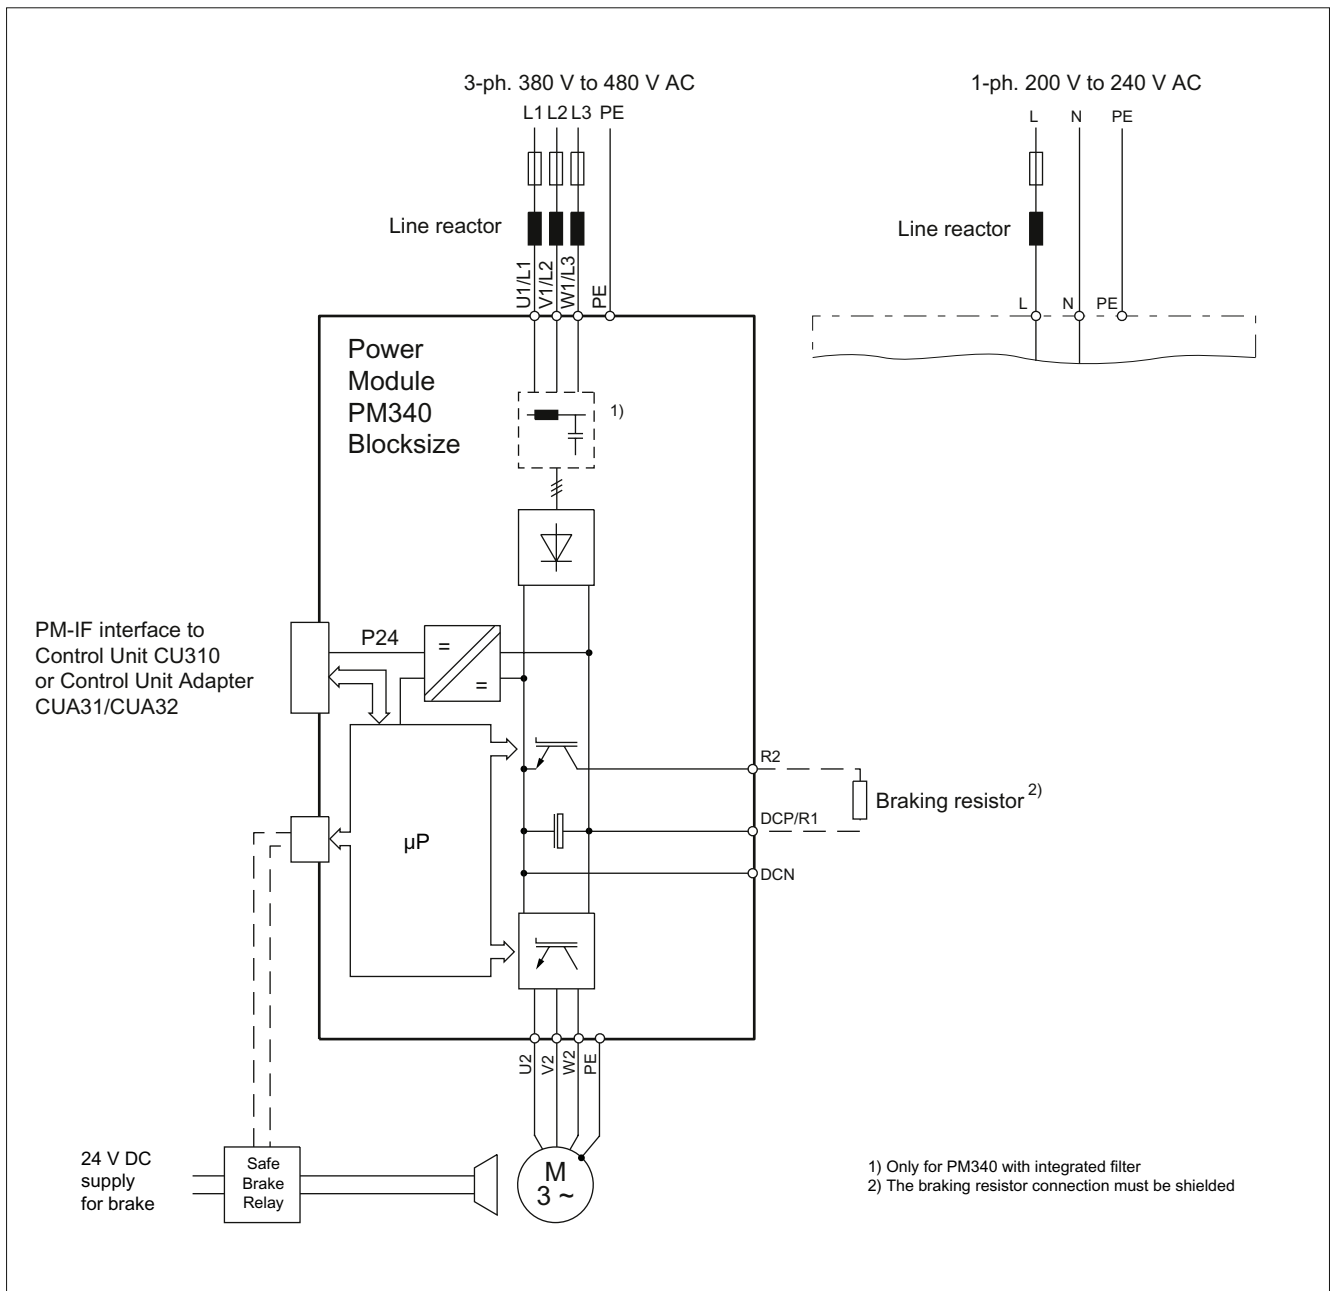 3-ph. 380 V to 480 V AC
L1 L2 L3 PE
Line reactor
U1/L1
V1/L2
W1/L3
PE
1-ph. 200 V to 240 V AC
L N PE
Line reactor
L N PE
Power
Module
PM340
Blocksize
1)
PM-IF interface to
Control Unit CU310
or Control Unit Adapter
CUA31/CUA32
P24
=
=
R2
Braking resistor 2)
DCP/R1
µP
DCN
U2
V2
W2
PE
24 V DC
supply
for brake
Safe
Brake
Relay
M
3 ~
1) Only for PM340 with integrated filter
2) The braking resistor connection must be shielded